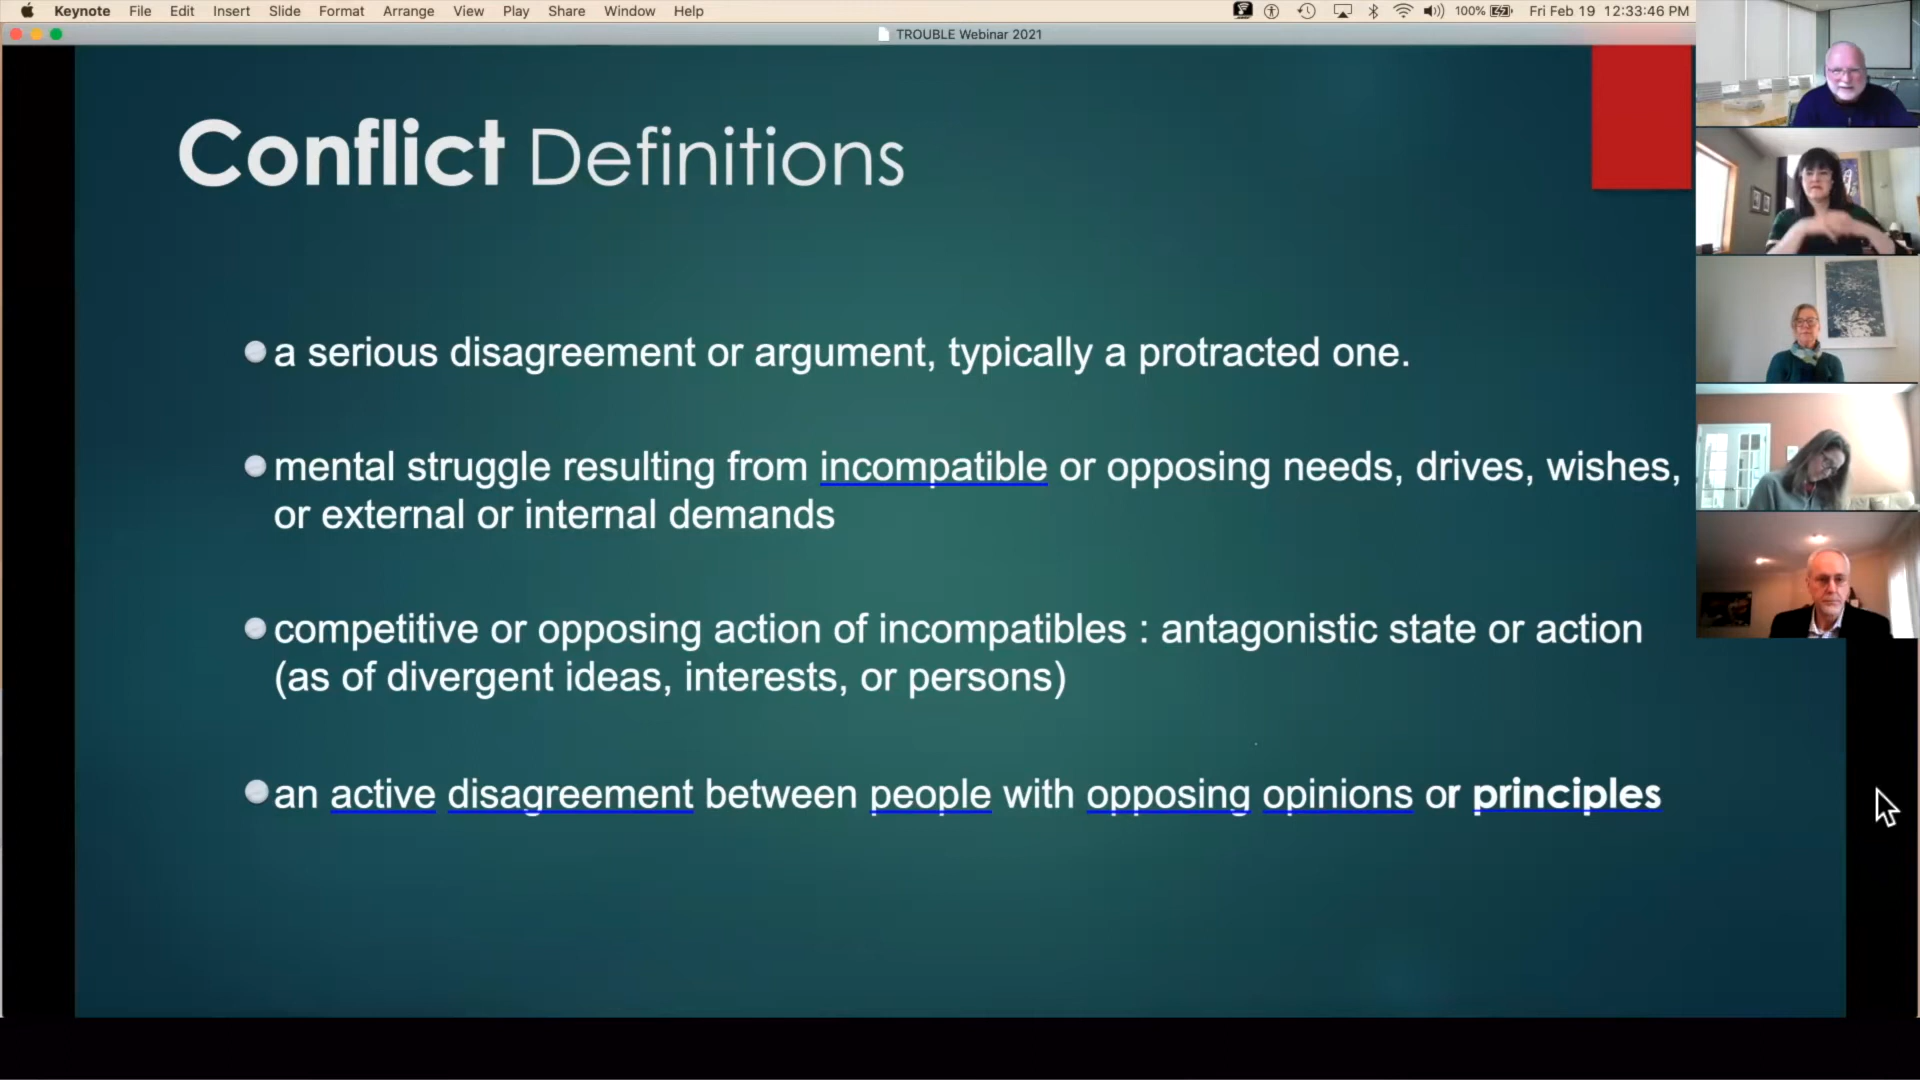 Keynote File Edit Insert Slide Format Arrange View Play Share Window Help 100% Fri Feb 19 12:33:46 PM
TROUBLE Webinar 2021
Conflict Definitions
a serious disagreement or argument, typically a protracted one.
mental struggle resulting from incompatible or opposing needs, drives, wishes,
or external or internal demands
competitive or opposing action of incompatibles : antagonistic state or action
(as of divergent ideas, interests, or persons)
an active disagreement between people with opposing opinions or principles